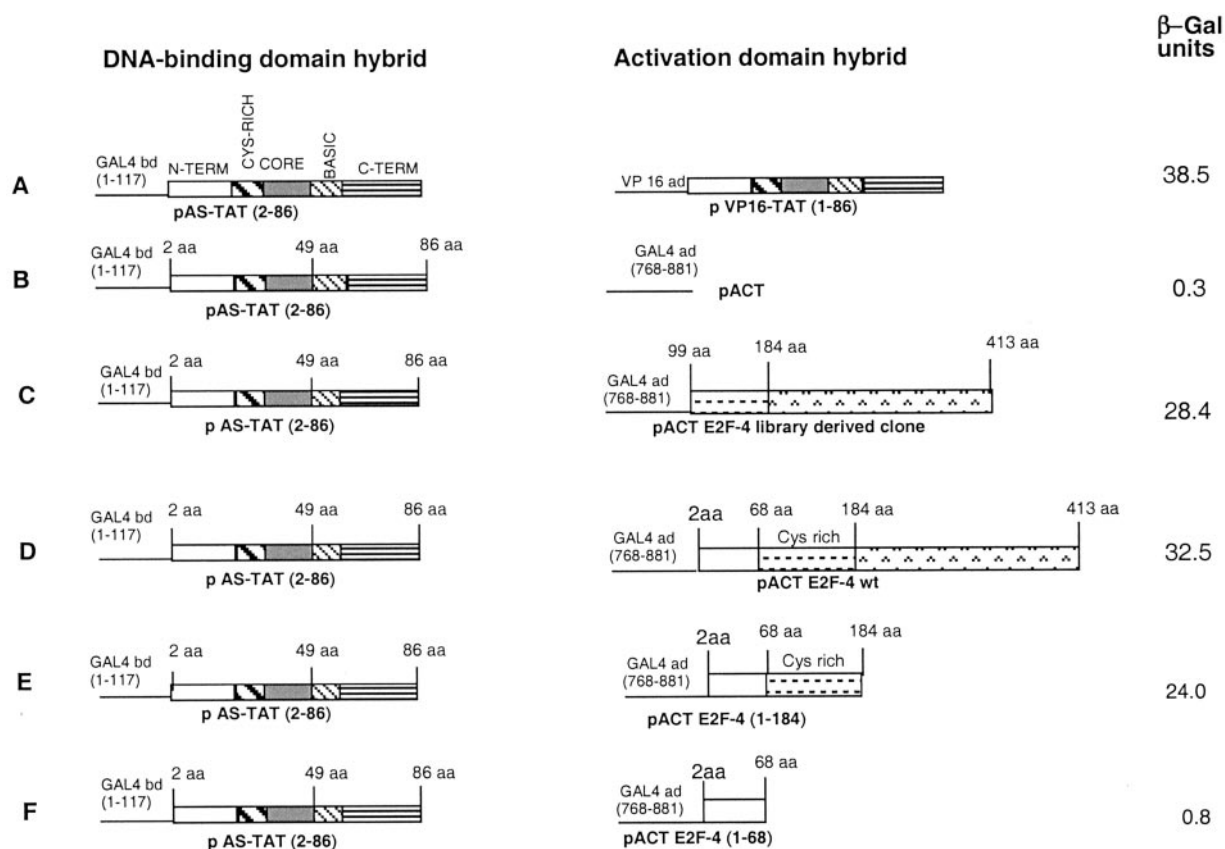 DNA-binding domain hybrid
Activation domain hybrid
β–Gal
units
A
GAL4 bd
(1-117)
N-TERM
CYS-RICH
CORE
BASIC
C-TERM
pAS-TAT (2-86)
VP 16 ad
p VP16-TAT (1-86)
38.5
B
GAL4 bd
(1-117)
2 aa
49 aa
86 aa
pAS-TAT (2-86)
GAL4 ad
(768-881)
pACT
0.3
C
GAL4 bd
(1-117)
2 aa
49 aa
86 aa
p AS-TAT (2-86)
GAL4 ad
(768-881)
99 aa
184 aa
413 aa
pACT E2F-4 library derived clone
28.4
D
GAL4 bd
(1-117)
2 aa
49 aa
86 aa
p AS-TAT (2-86)
GAL4 ad
(768-881)
2aa
68 aa
184 aa
413 aa
Cys rich
pACT E2F-4 wt
32.5
E
GAL4 bd
(1-117)
2 aa
49 aa
86 aa
p AS-TAT (2-86)
GAL4 ad
(768-881)
2aa
68 aa
184 aa
Cys rich
pACT E2F-4 (1-184)
24.0
F
GAL4 bd
(1-117)
2 aa
49 aa
86 aa
p AS-TAT (2-86)
GAL4 ad
(768-881)
2aa
68 aa
pACT E2F-4 (1-68)
0.8